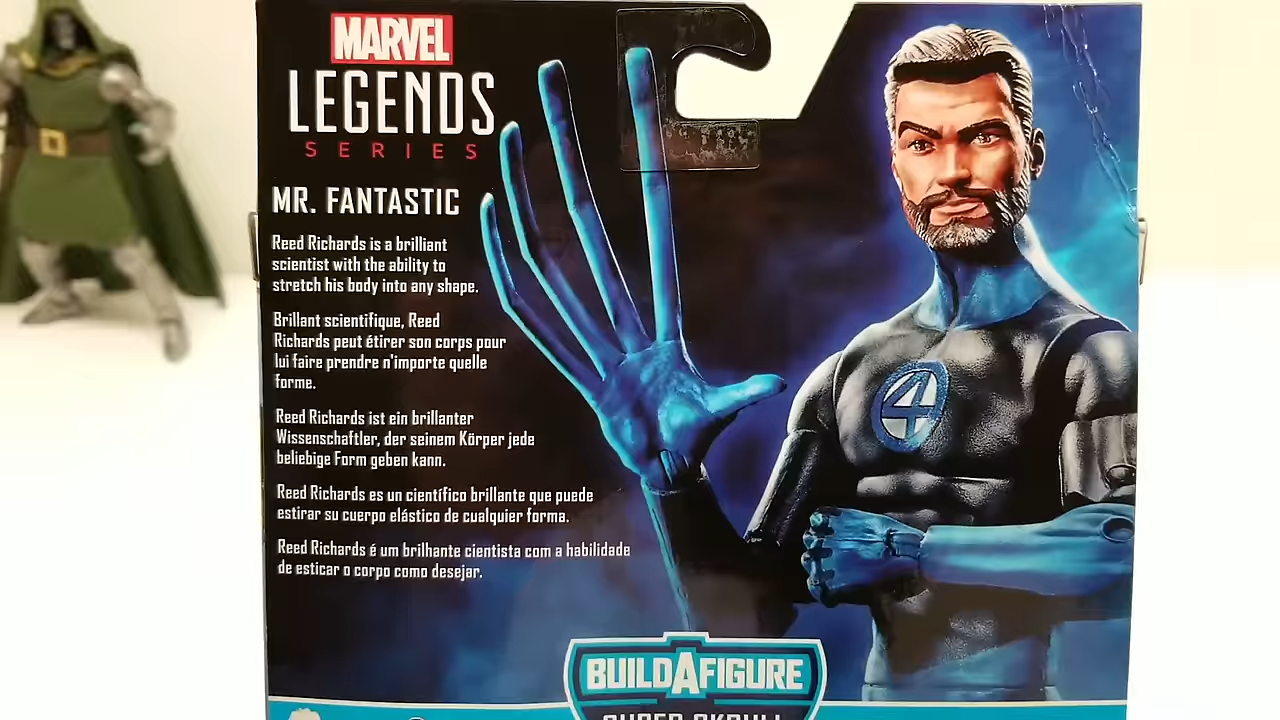 MARVEL
LEGENDS
SERIES
MR. FANTASTIC
Reed Richards is a brilliant
scientist with the ability to
stretch his body into any shape.
Brillant scientifique, Reed
Richards peut étirer son corps pour
lui faire prendre n'importe quelle
forme.
Reed Richards ist ein brillanter
Wissenschaftler, der seinem Körper jede
beliebige Form geben kann.
Reed Richards es un científico brillante que puede
estirar su cuerpo elástico de cualquier forma.
Reed Richards é um brilhante cientista com a habilidade
de esticar o corpo como desejar.
4
BUILDAFIGURE
SUPER SKRULL